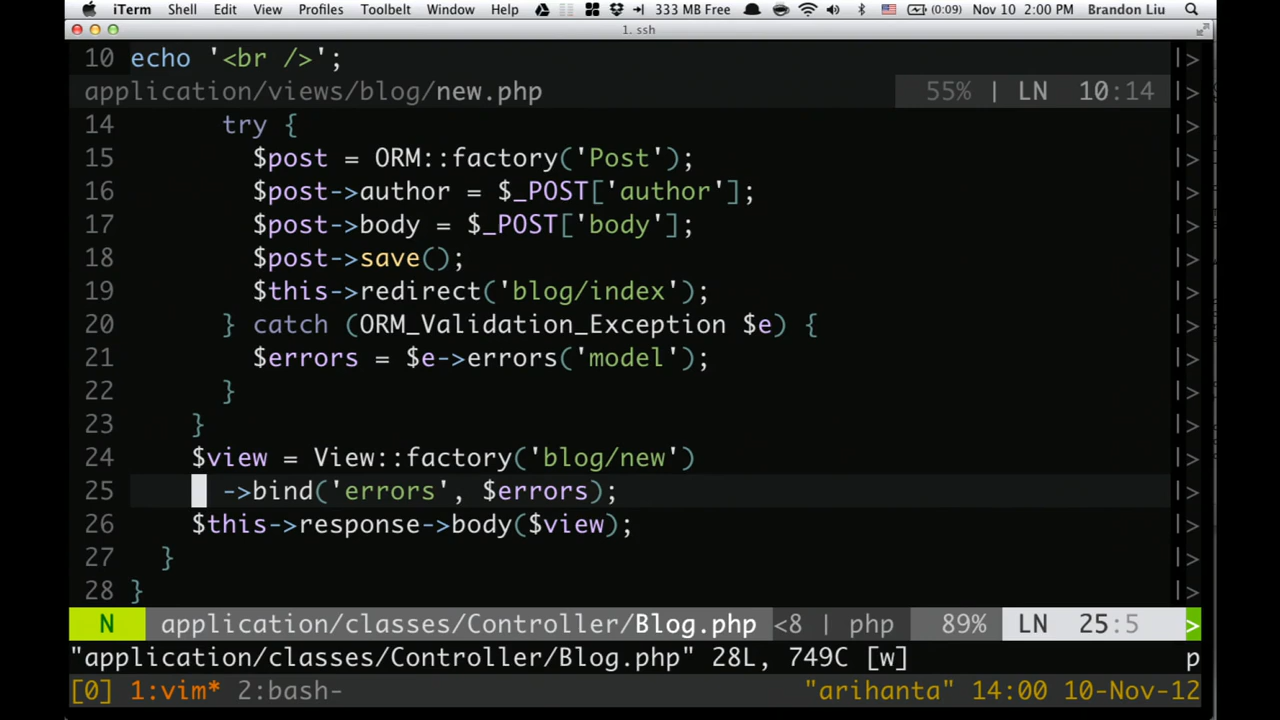 iTerm Shell Edit View Profiles Toolbelt Window Help 333 MB Free (0:09) Nov 10 2:00 PM Brandon Liu
1. ssh
10 echo '<br />'; |>
application/views/blog/new.php 55% | LN 10:14 |>
14 try { |>
15 $post = ORM::factory('Post'); |>
16 $post->author = $_POST['author']; |>
17 $post->body = $_POST['body']; |>
18 $post->save(); |>
19 $this->redirect('blog/index'); |>
20 } catch (ORM_Validation_Exception $e) { |>
21 $errors = $e->errors('model'); |>
22 } |>
23 } |>
24 $view = View::factory('blog/new') |>
25 ->bind('errors', $errors); |>
26 $this->response->body($view); |>
27 } |>
28 } |>
N application/classes/Controller/Blog.php <8 | php 89% LN 25:5 >
"application/classes/Controller/Blog.php" 28L, 749C [w] p
[0] 1:vim* 2:bash- "arihanta" 14:00 10-Nov-12